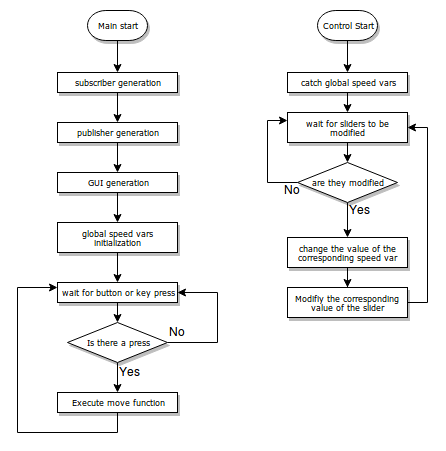 Main start
subscriber generation
publisher generation
GUI generation
global speed vars
initialization
wait for button or key press
No
Is there a press
Yes
Execute move function
Control Start
catch global speed vars
wait for sliders to be
modified
are they modified
No
Yes
change the value of the
corresponding speed var
Modifiy the corresponding
value of the slider